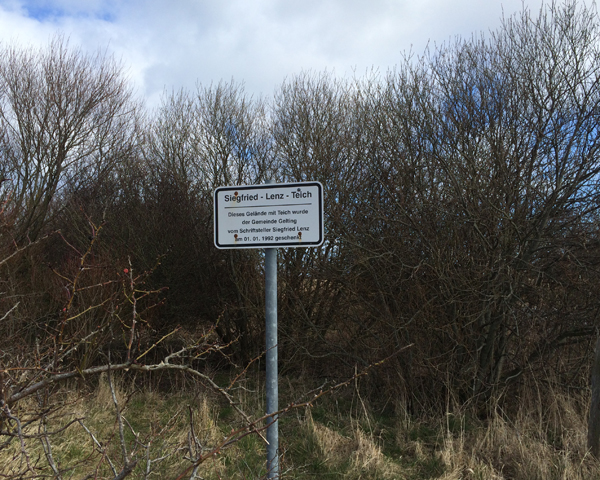 Siegfried - Lenz - Teich
Dieses Gelände mit Teich wurde
der Gemeinde Gelting
vom Schriftsteller Siegfried Lenz
am 01. 01. 1992 geschenkt